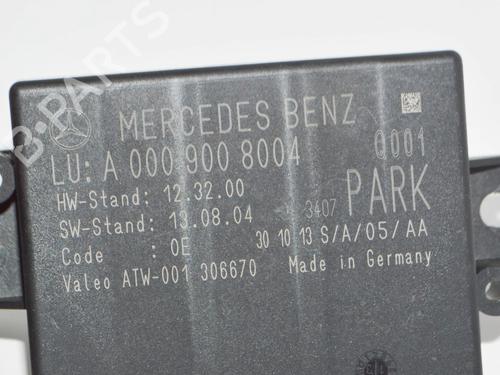 MERCEDES BENZ
LU: A 000 900 8004 Q001
HW-Stand: 12.32.00 3407 PARK
SW-Stand: 13.08.04
Code : 0E 30 10 13 S/A/05/AA
Valeo ATW-001 306670 Made in Germany
B-PARTS